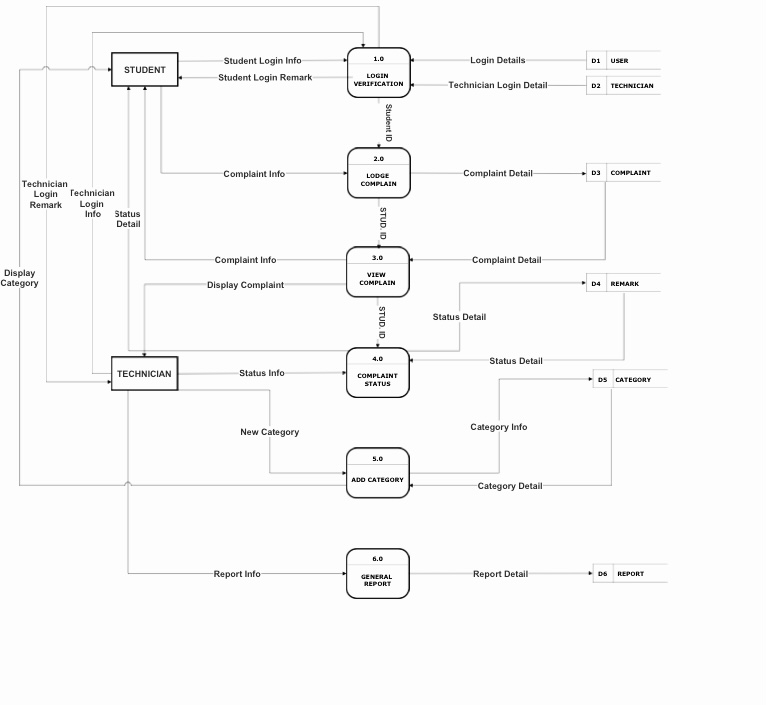 1.0
STUDENT
Student Login Info
LOGIN
VERIFICATION
Login Details
D1 USER
Student Login Remark
Technician Login Detail
D2 TECHNICIAN
Student ID
2.0
Complaint Info
LODGE
COMPLAIN
Complaint Detail
D3 COMPLAINT
Technician
Login
Remark
Technician
Login
Info
Status
Detail
STUD. ID
3.0
Complaint Info
VIEW
COMPLAIN
Complaint Detail
Display
Category
Display Complaint
D4 REMARK
STUD. ID
Status Detail
4.0
TECHNICIAN
Status Info
COMPLAINT
STATUS
Status Detail
D5 CATEGORY
New Category
Category Info
5.0
ADD CATEGORY
Category Detail
6.0
Report Info
GENERAL
REPORT
Report Detail
D6 REPORT